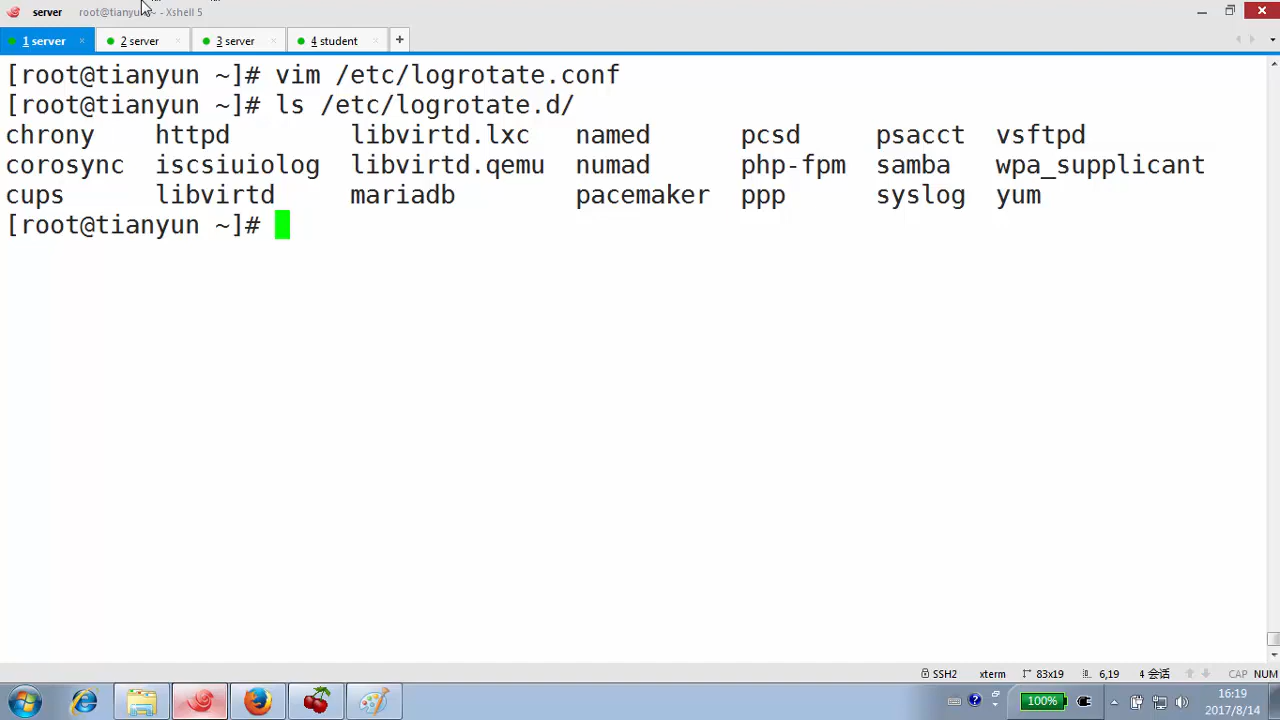 server root@tianyun:~ - Xshell 5
1 server 2 server 3 server 4 student
[root@tianyun ~]# vim /etc/logrotate.conf
[root@tianyun ~]# ls /etc/logrotate.d/
chrony httpd libvirtd.lxc named pcsd psacct vsftpd
corosync iscsiuiolog libvirtd.qemu numad php-fpm samba wpa_supplicant
cups libvirtd mariadb pacemaker ppp syslog yum
[root@tianyun ~]#
SSH2 xterm 83x19 6,19 4 会话 CAP NUM
100% 16:19
2017/8/14